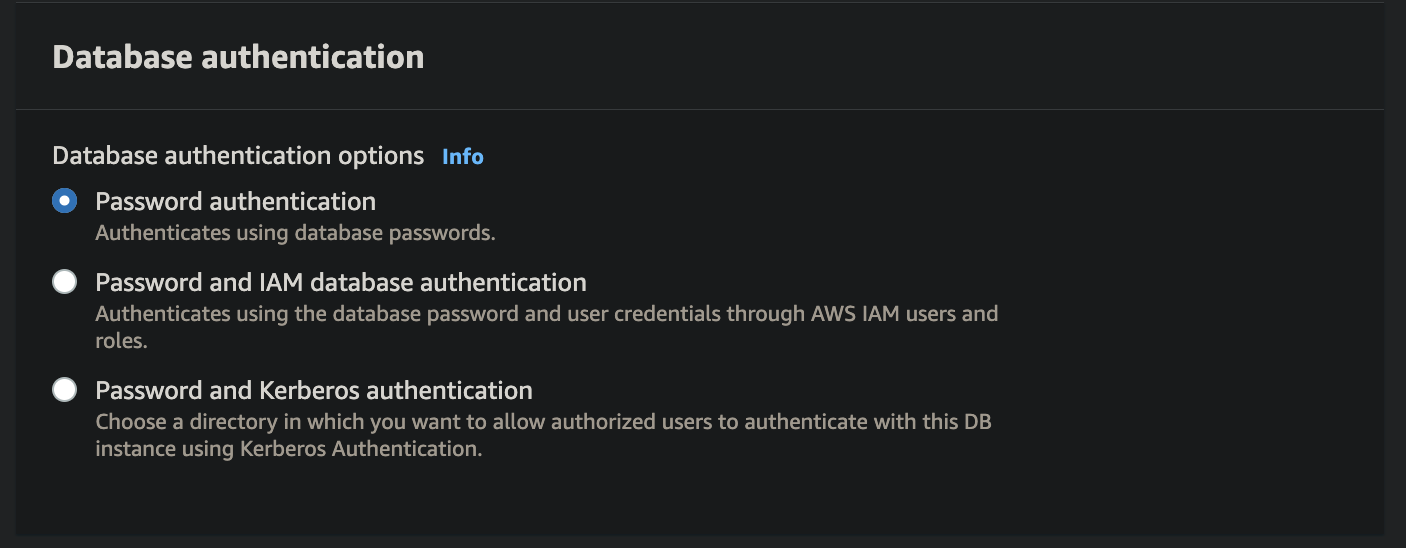 Database authentication
Database authentication options Info
Password authentication
Authenticates using database passwords.
Password and IAM database authentication
Authenticates using the database password and user credentials through AWS IAM users and
roles.
Password and Kerberos authentication
Choose a directory in which you want to allow authorized users to authenticate with this DB
instance using Kerberos Authentication.